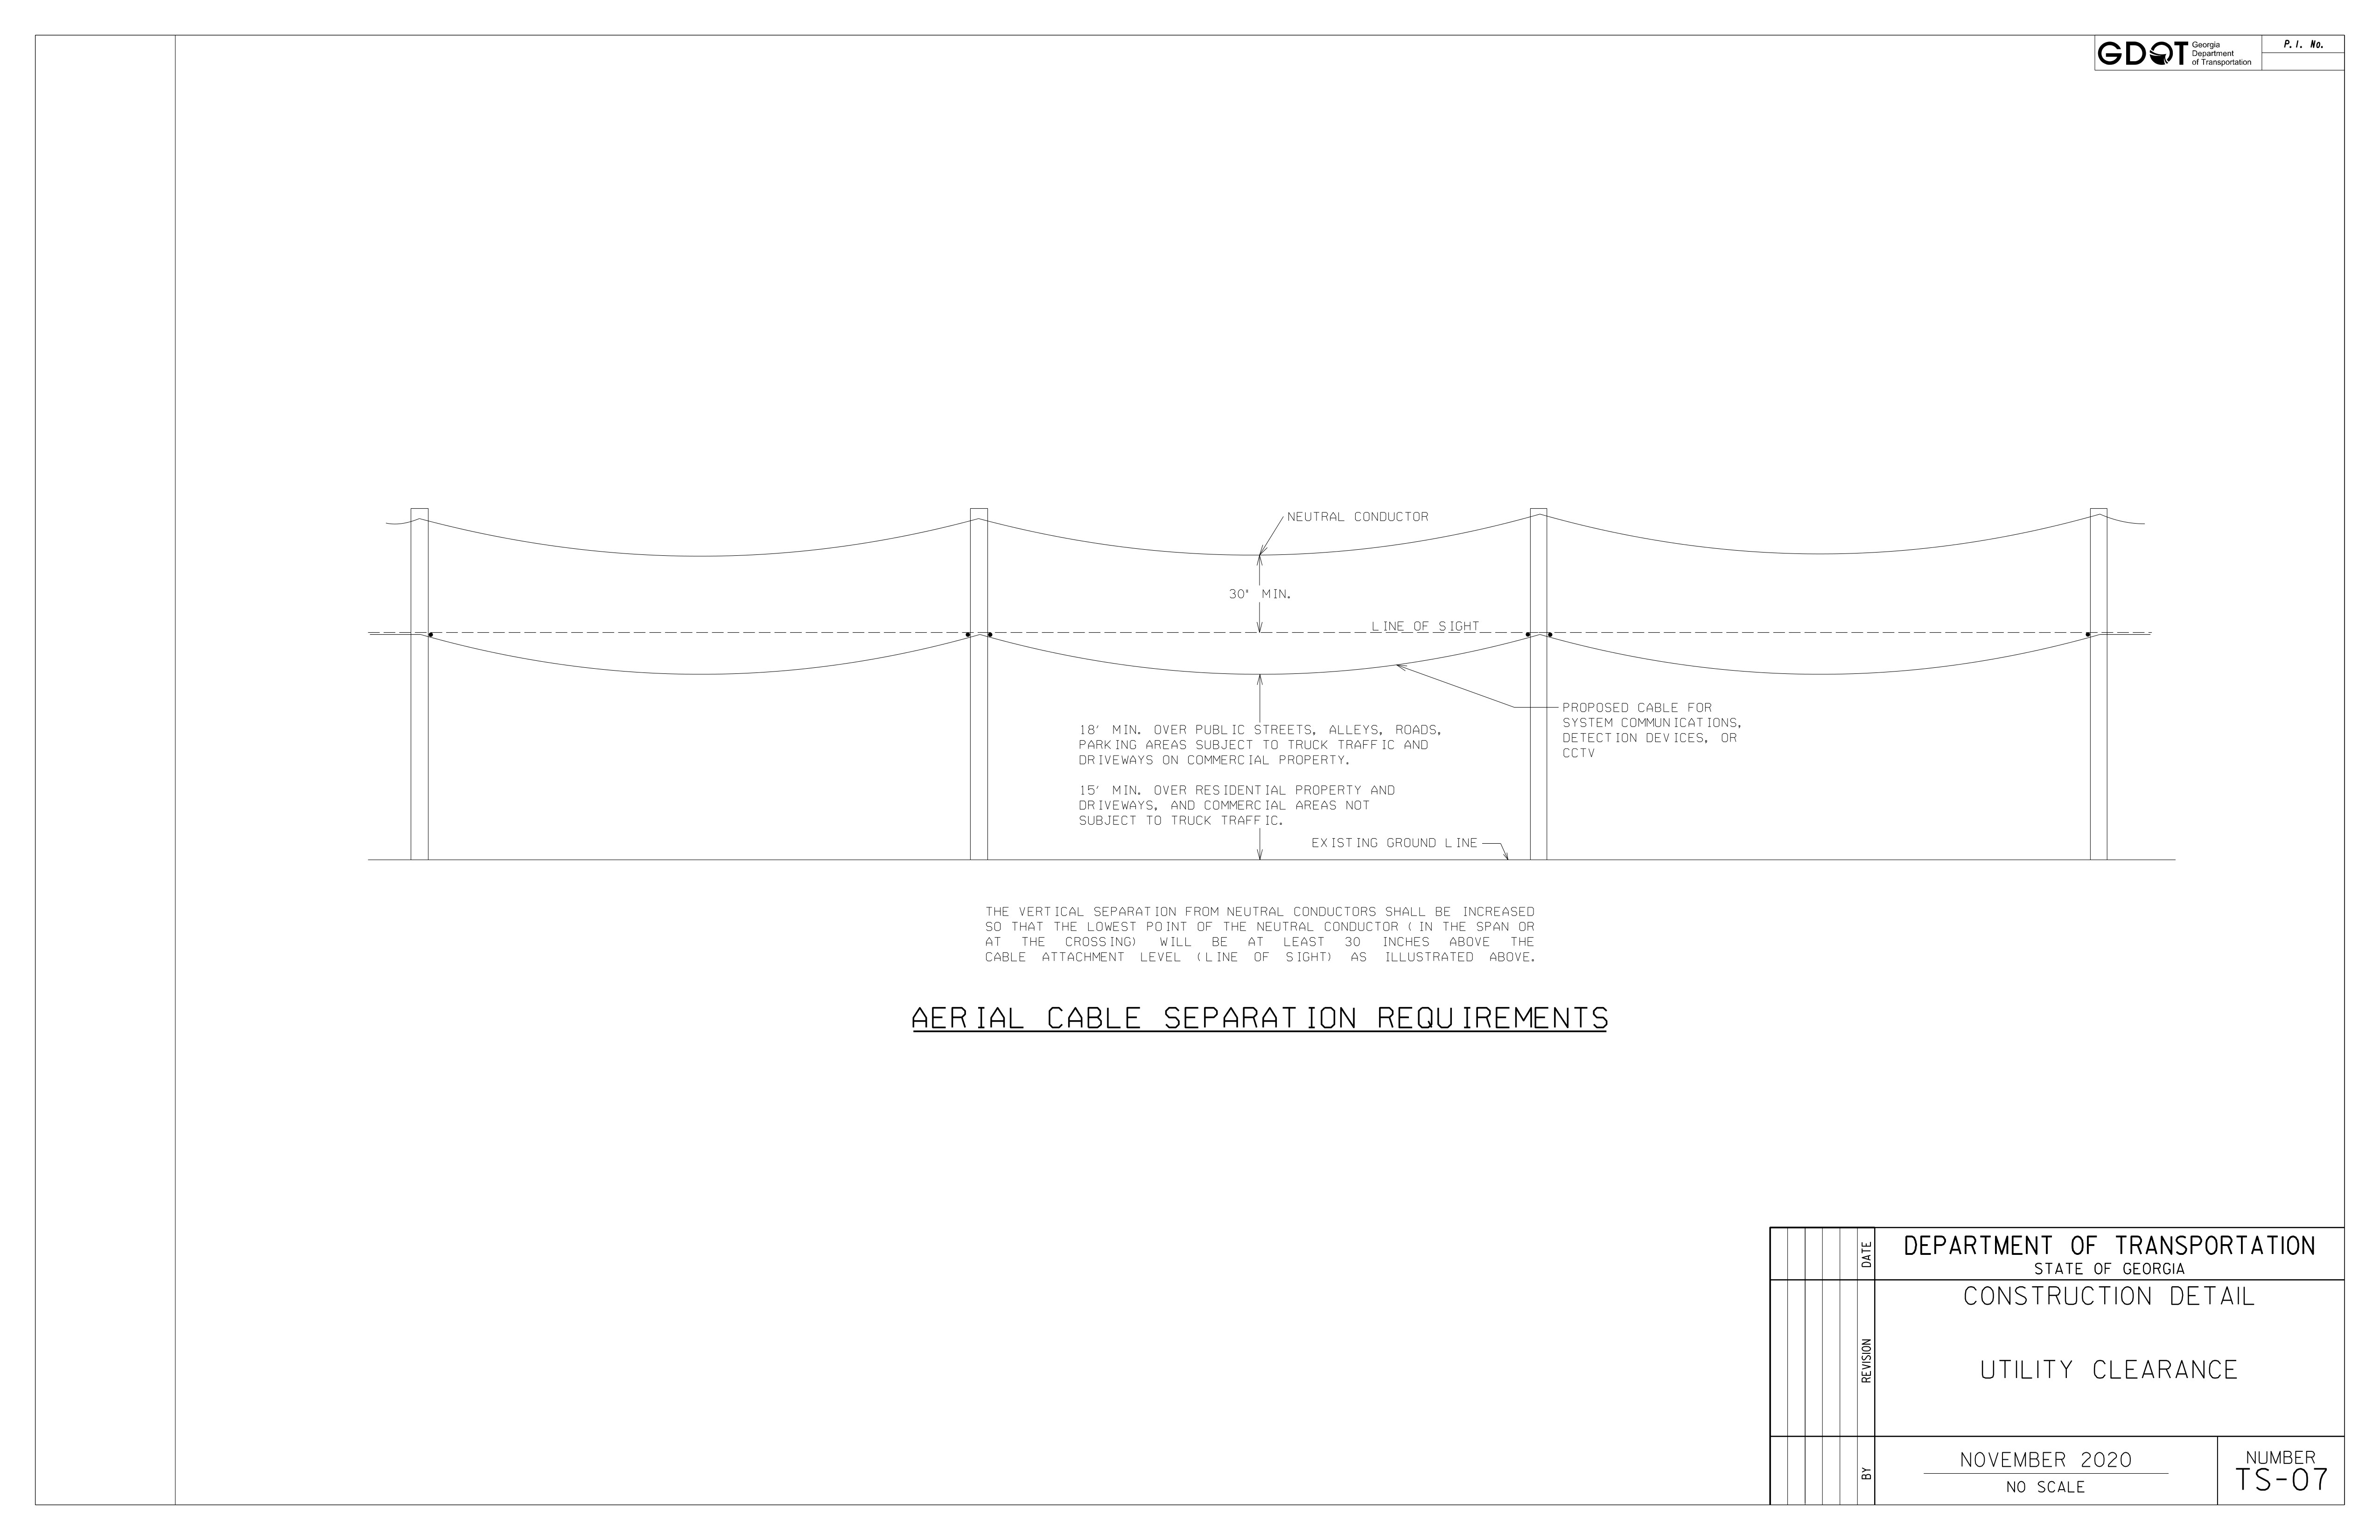 GDOT
Georgia
Department
of Transportation
P. I. No.
NEUTRAL CONDUCTOR
30" MIN.
LINE OF SIGHT
PROPOSED CABLE FOR
SYSTEM COMMUNICATIONS,
DETECTION DEVICES, OR
CCTV
18' MIN. OVER PUBLIC STREETS, ALLEYS, ROADS,
PARKING AREAS SUBJECT TO TRUCK TRAFFIC AND
DRIVEWAYS ON COMMERCIAL PROPERTY.
15' MIN. OVER RESIDENTIAL PROPERTY AND
DRIVEWAYS, AND COMMERCIAL AREAS NOT
SUBJECT TO TRUCK TRAFFIC.
EXISTING GROUND LINE
THE VERTICAL SEPARATION FROM NEUTRAL CONDUCTORS SHALL BE INCREASED
SO THAT THE LOWEST POINT OF THE NEUTRAL CONDUCTOR (IN THE SPAN OR
AT THE CROSSING) WILL BE AT LEAST 30 INCHES ABOVE THE
CABLE ATTACHMENT LEVEL (LINE OF SIGHT) AS ILLUSTRATED ABOVE.
AERIAL CABLE SEPARATION REQUIREMENTS
DATE
REVISION
BY
DEPARTMENT OF TRANSPORTATION
STATE OF GEORGIA
CONSTRUCTION DETAIL
UTILITY CLEARANCE
NOVEMBER 2020
NO SCALE
NUMBER
TS-07